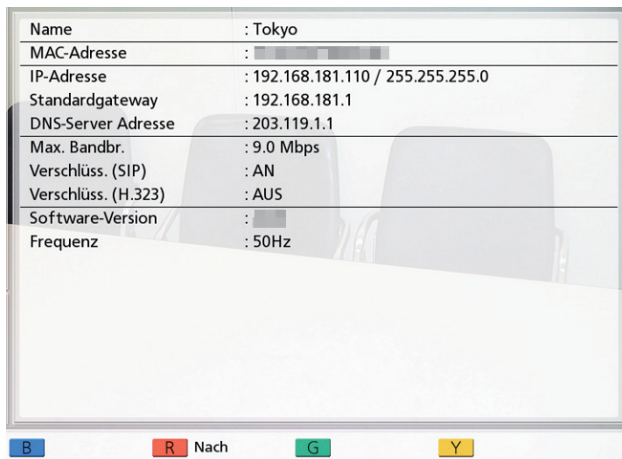 Name : Tokyo
MAC-Adresse :
IP-Adresse : 192.168.181.110 / 255.255.255.0
Standardgateway : 192.168.181.1
DNS-Server Adresse : 203.119.1.1
Max. Bandbr. : 9.0 Mbps
Verschlüss. (SIP) : AN
Verschlüss. (H.323) : AUS
Software-Version :
Frequenz : 50Hz
B R Nach G Y